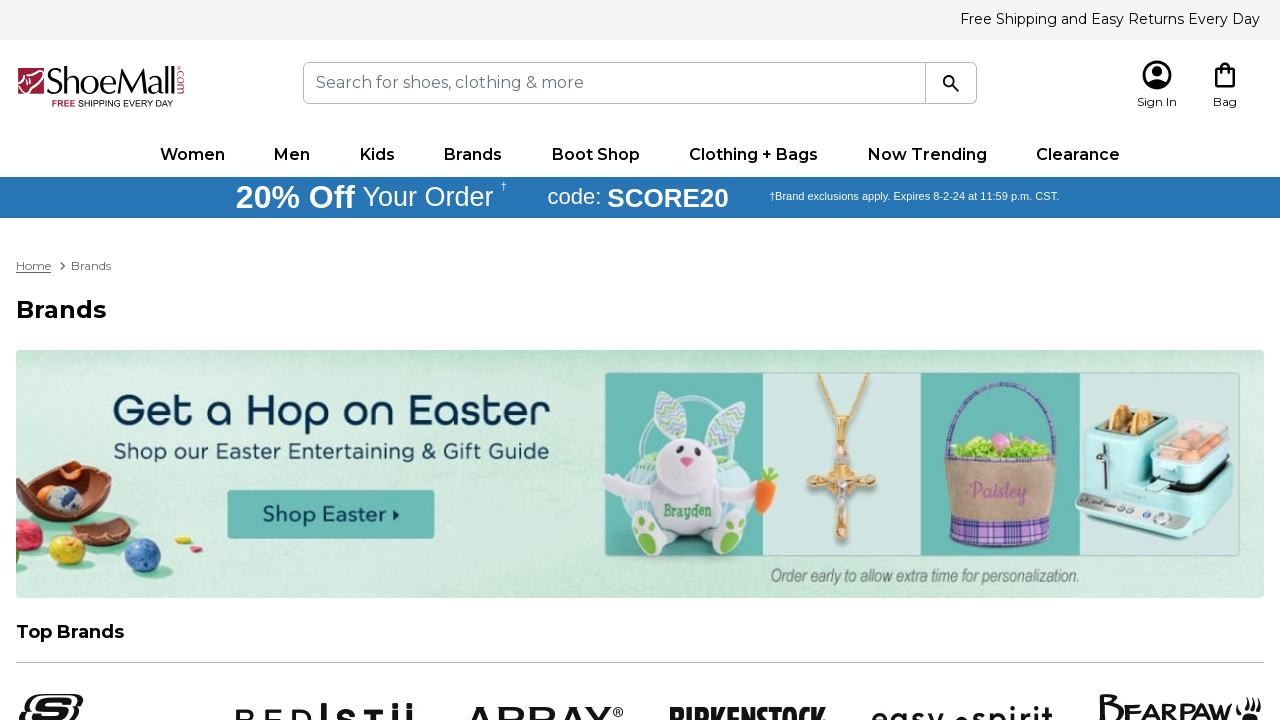 Free Shipping and Easy Returns Every Day
ShoeMall.com
FREE SHIPPING EVERY DAY
Search for shoes, clothing & more
Sign In
Bag
Women Men Kids Brands Boot Shop Clothing + Bags Now Trending Clearance
20% Off Your Order † code: SCORE20 †Brand exclusions apply. Expires 8-2-24 at 11:59 p.m. CST.
Home > Brands
Brands
Get a Hop on Easter
Shop our Easter Entertaining & Gift Guide
Shop Easter
Brayden
Paisley
Order early to allow extra time for personalization.
Top Brands
ARRAY® BIRKENSTOCK easy spirit BEARPAW